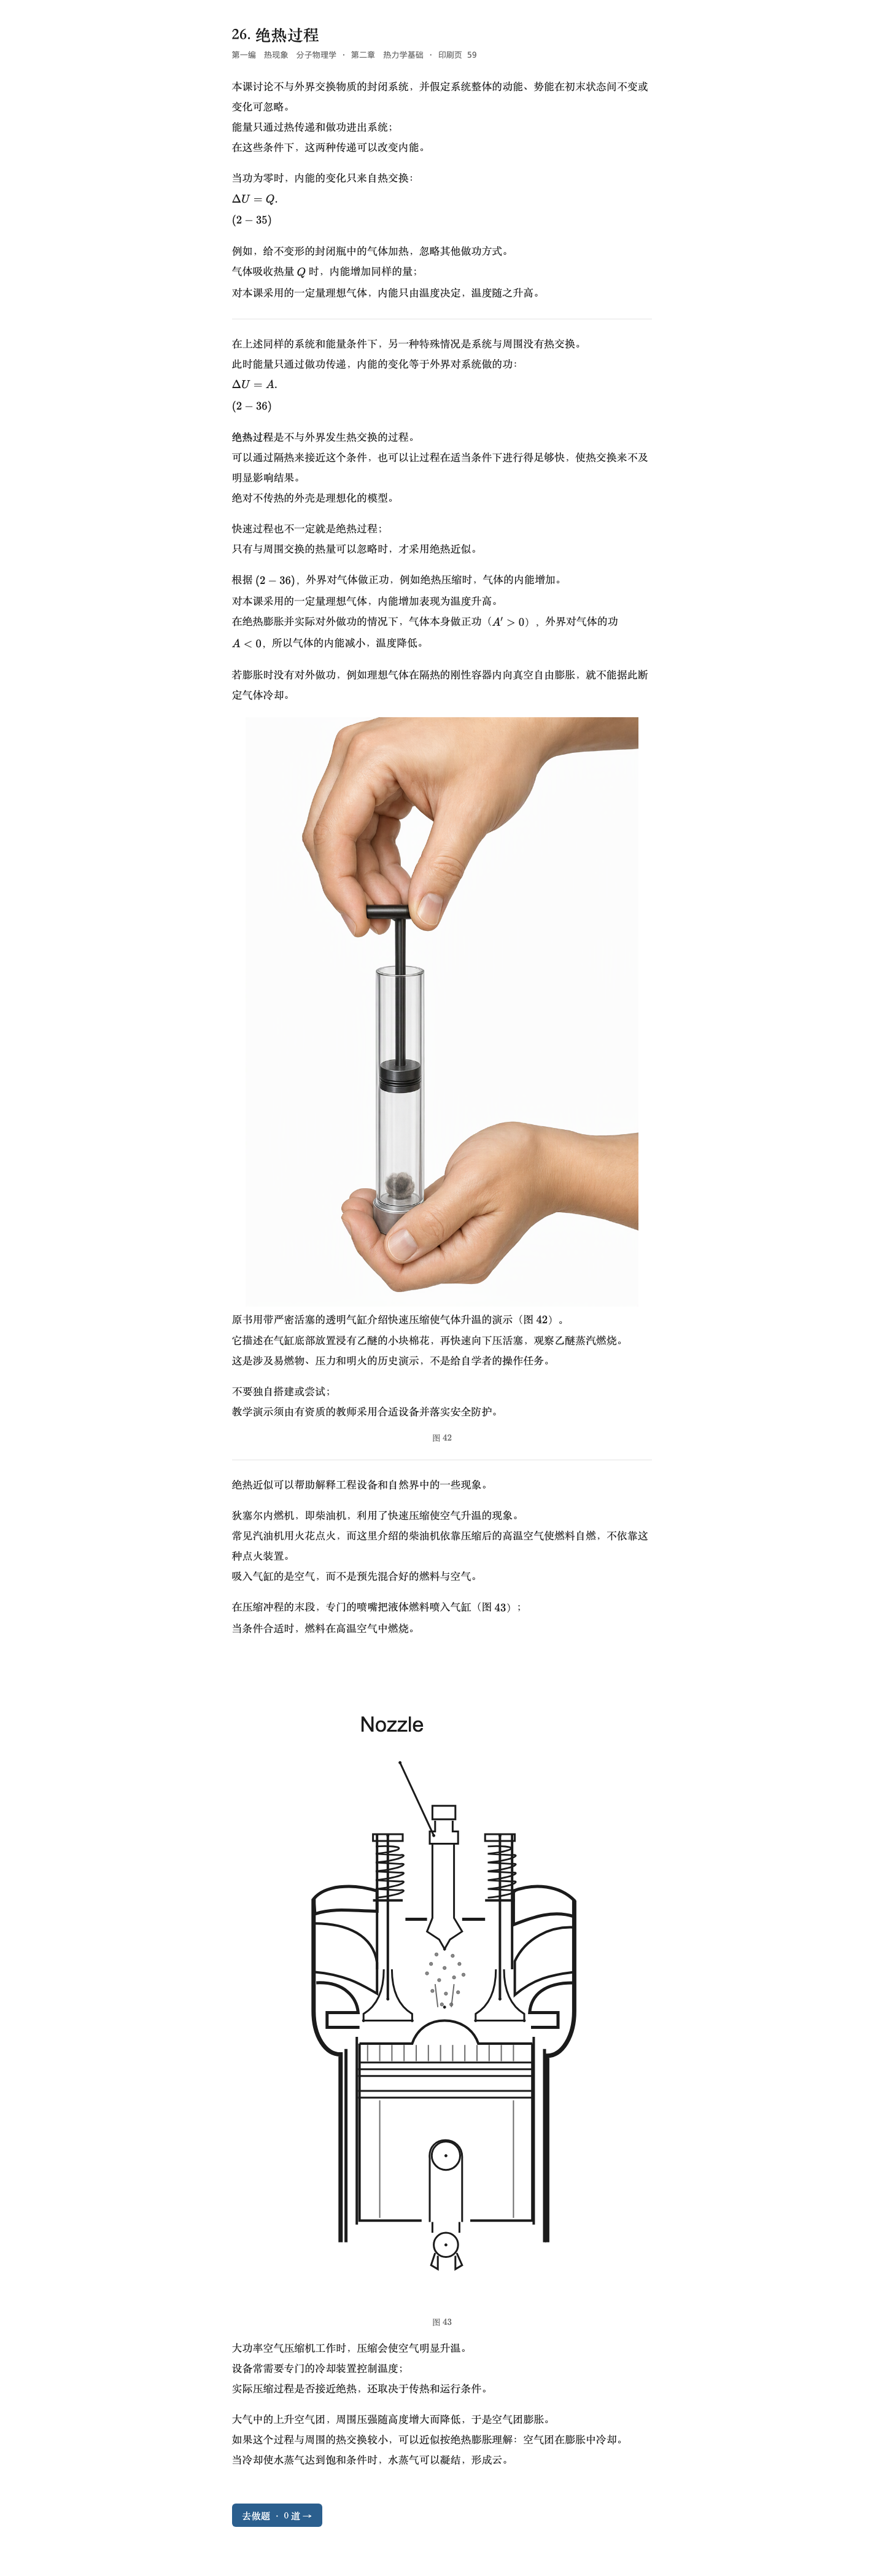 26. 绝热过程
第一编 热现象 分子物理学 · 第二章 热力学基础 · 印刷页 59
本课讨论不与外界交换物质的封闭系统，并假定系统整体的动能、势能在初末状态间不变或
变化可忽略。
能量只通过热传递和做功进出系统；
在这些条件下，这两种传递可以改变内能。
当功为零时，内能的变化只来自热交换：
ΔU = Q.
(2 − 35)
例如，给不变形的封闭瓶中的气体加热，忽略其他做功方式。
气体吸收热量 Q 时，内能增加同样的量；
对本课采用的一定量理想气体，内能只由温度决定，温度随之升高。
在上述同样的系统和能量条件下，另一种特殊情况是系统与周围没有热交换。
此时能量只通过做功传递，内能的变化等于外界对系统做的功：
ΔU = A.
(2 − 36)
绝热过程是不与外界发生热交换的过程。
可以通过隔热来接近这个条件，也可以让过程在适当条件下进行得足够快，使热交换来不及
明显影响结果。
绝对不传热的外壳是理想化的模型。
快速过程也不一定就是绝热过程；
只有与周围交换的热量可以忽略时，才采用绝热近似。
根据 (2 − 36)，外界对气体做正功，例如绝热压缩时，气体的内能增加。
对本课采用的一定量理想气体，内能增加表现为温度升高。
在绝热膨胀并实际对外做功的情况下，气体本身做正功（A′ > 0），外界对气体的功
A < 0，所以气体的内能减小，温度降低。
若膨胀时没有对外做功，例如理想气体在隔热的刚性容器内向真空自由膨胀，就不能据此断
定气体冷却。
原书用带严密活塞的透明气缸介绍快速压缩使气体升温的演示（图 42）。
它描述在气缸底部放置浸有乙醚的小块棉花，再快速向下压活塞，观察乙醚蒸汽燃烧。
这是涉及易燃物、压力和明火的历史演示，不是给自学者的操作任务。
不要独自搭建或尝试；
教学演示须由有资质的教师采用合适设备并落实安全防护。
图 42
绝热近似可以帮助解释工程设备和自然界中的一些现象。
狄塞尔内燃机，即柴油机，利用了快速压缩使空气升温的现象。
常见汽油机用火花点火，而这里介绍的柴油机依靠压缩后的高温空气使燃料自燃，不依靠这
种点火装置。
吸入气缸的是空气，而不是预先混合好的燃料与空气。
在压缩冲程的末段，专门的喷嘴把液体燃料喷入气缸（图 43）；
当条件合适时，燃料在高温空气中燃烧。
Nozzle
图 43
大功率空气压缩机工作时，压缩会使空气明显升温。
设备常需要专门的冷却装置控制温度；
实际压缩过程是否接近绝热，还取决于传热和运行条件。
大气中的上升空气团，周围压强随高度增大而降低，于是空气团膨胀。
如果这个过程与周围的热交换较小，可以近似按绝热膨胀理解：空气团在膨胀中冷却。
当冷却使水蒸气达到饱和条件时，水蒸气可以凝结，形成云。
去做题 · 0 道 →